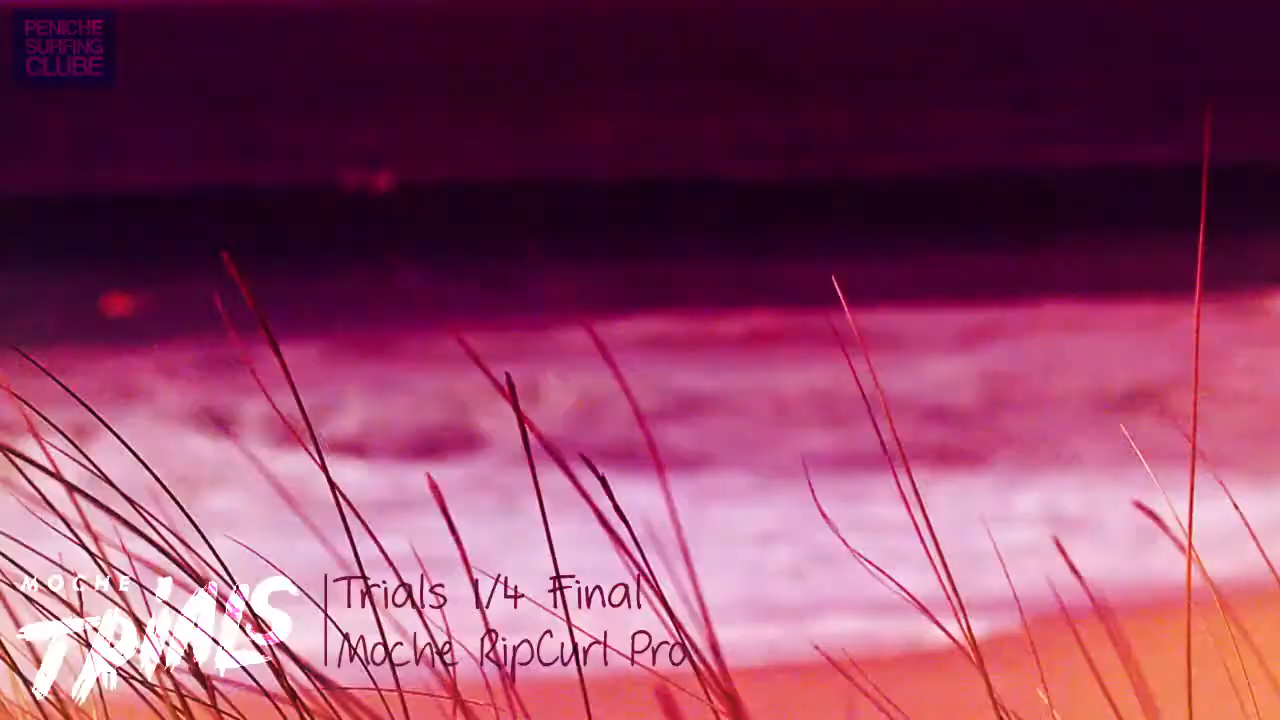 PENICHE
SURFING
CLUBE
MOCHE
TRIALS
Trials 1/4 Final
Moche RipCurl Pro